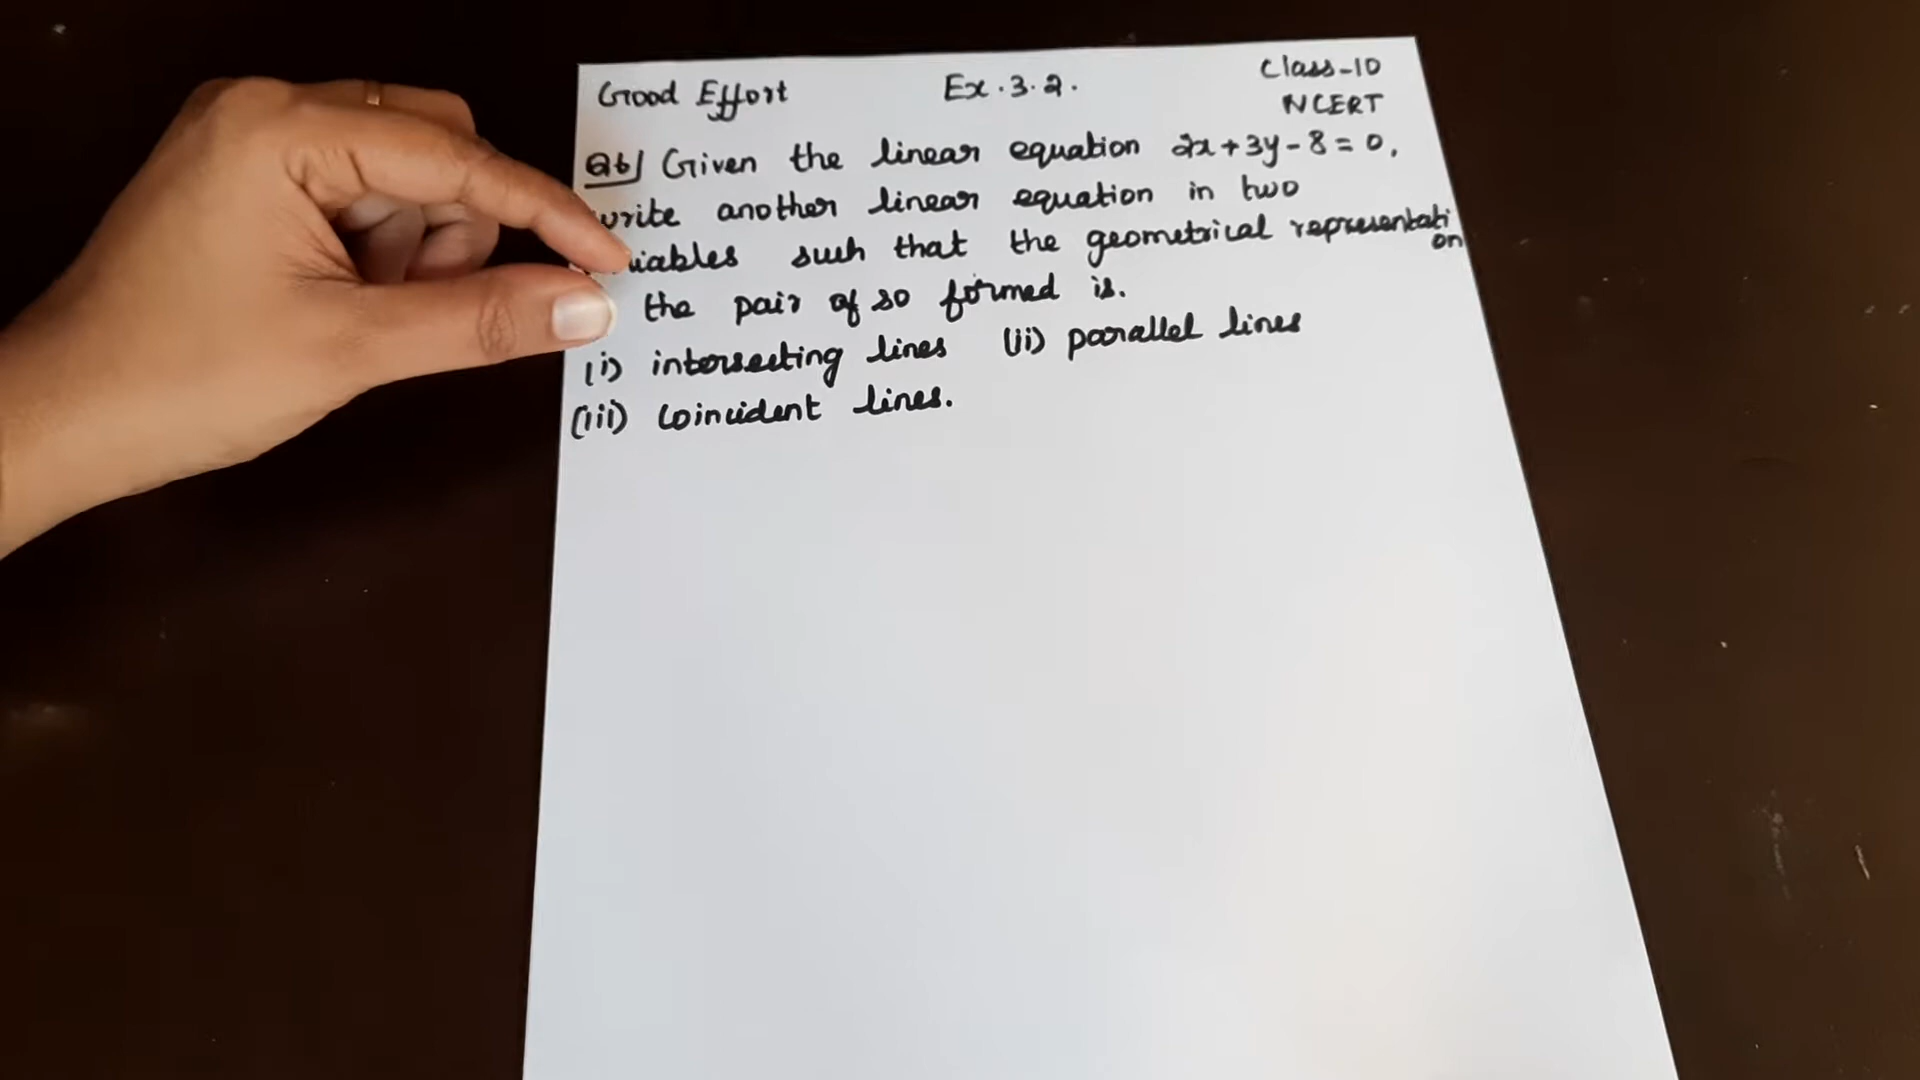 Good Effort Ex.3.2. Class-10
NCERT
Q6) Given the linear equation 2x+3y-8=0,
write another linear equation in two
such that the geometrical representation
the pair of so formed is.
(i) intersecting lines (ii) parallel lines
(iii) coincident lines.